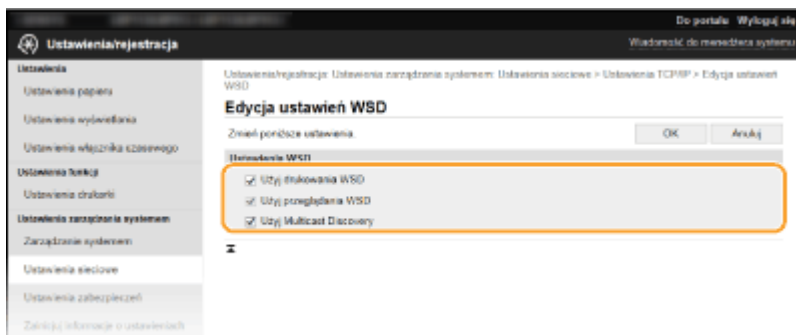 Do portalu Wyloguj się
Ustawienia/rejestracja
Wiadomość do menedżera systemu
Ustawienia
Ustawienia papieru
Ustawienia wyświetlania
Ustawienia włącznika czasowego
Ustawienia funkcji
Ustawienia drukarki
Ustawienia zarządzania systemem
Zarządzanie systemem
Ustawienia sieciowe
Ustawienia zabezpieczeń
Zainicjuj informacje o ustawieniach
Ustawienia/rejestracja: Ustawienia zarządzania systemem: Ustawienia sieciowe > Ustawienia TCP/IP > Edycja ustawień
WSD
Edycja ustawień WSD
Zmień poniższe ustawienia.
OK Anuluj
Ustawienia WSD
Użyj drukowania WSD
Użyj przeglądania WSD
Użyj Multicast Discovery